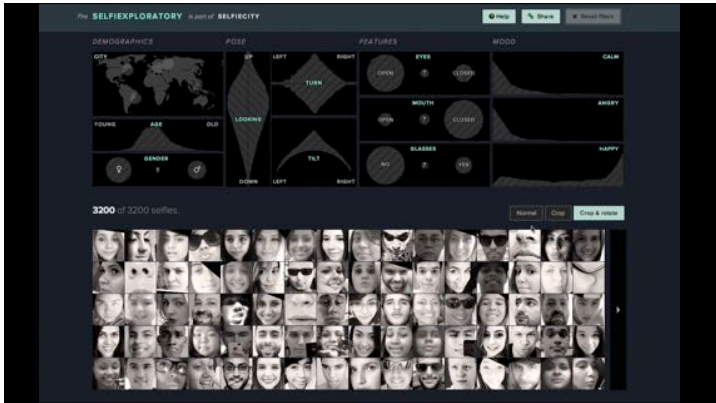 The SELFIEXPLORATORY is part of SELFIECITY
Help
Share
Reset filters
DEMOGRAPHICS
POSE
FEATURES
MOOD
CITY
YOUNG AGE OLD
GENDER
?
UP
LOOKING
DOWN
LEFT RIGHT
TURN
TILT
LEFT RIGHT
EYES
OPEN ? CLOSED
MOUTH
OPEN ? CLOSED
GLASSES
NO ? YES
CALM
ANGRY
HAPPY
3200 of 3200 selfies.
Normal
Crop
Crop & rotate